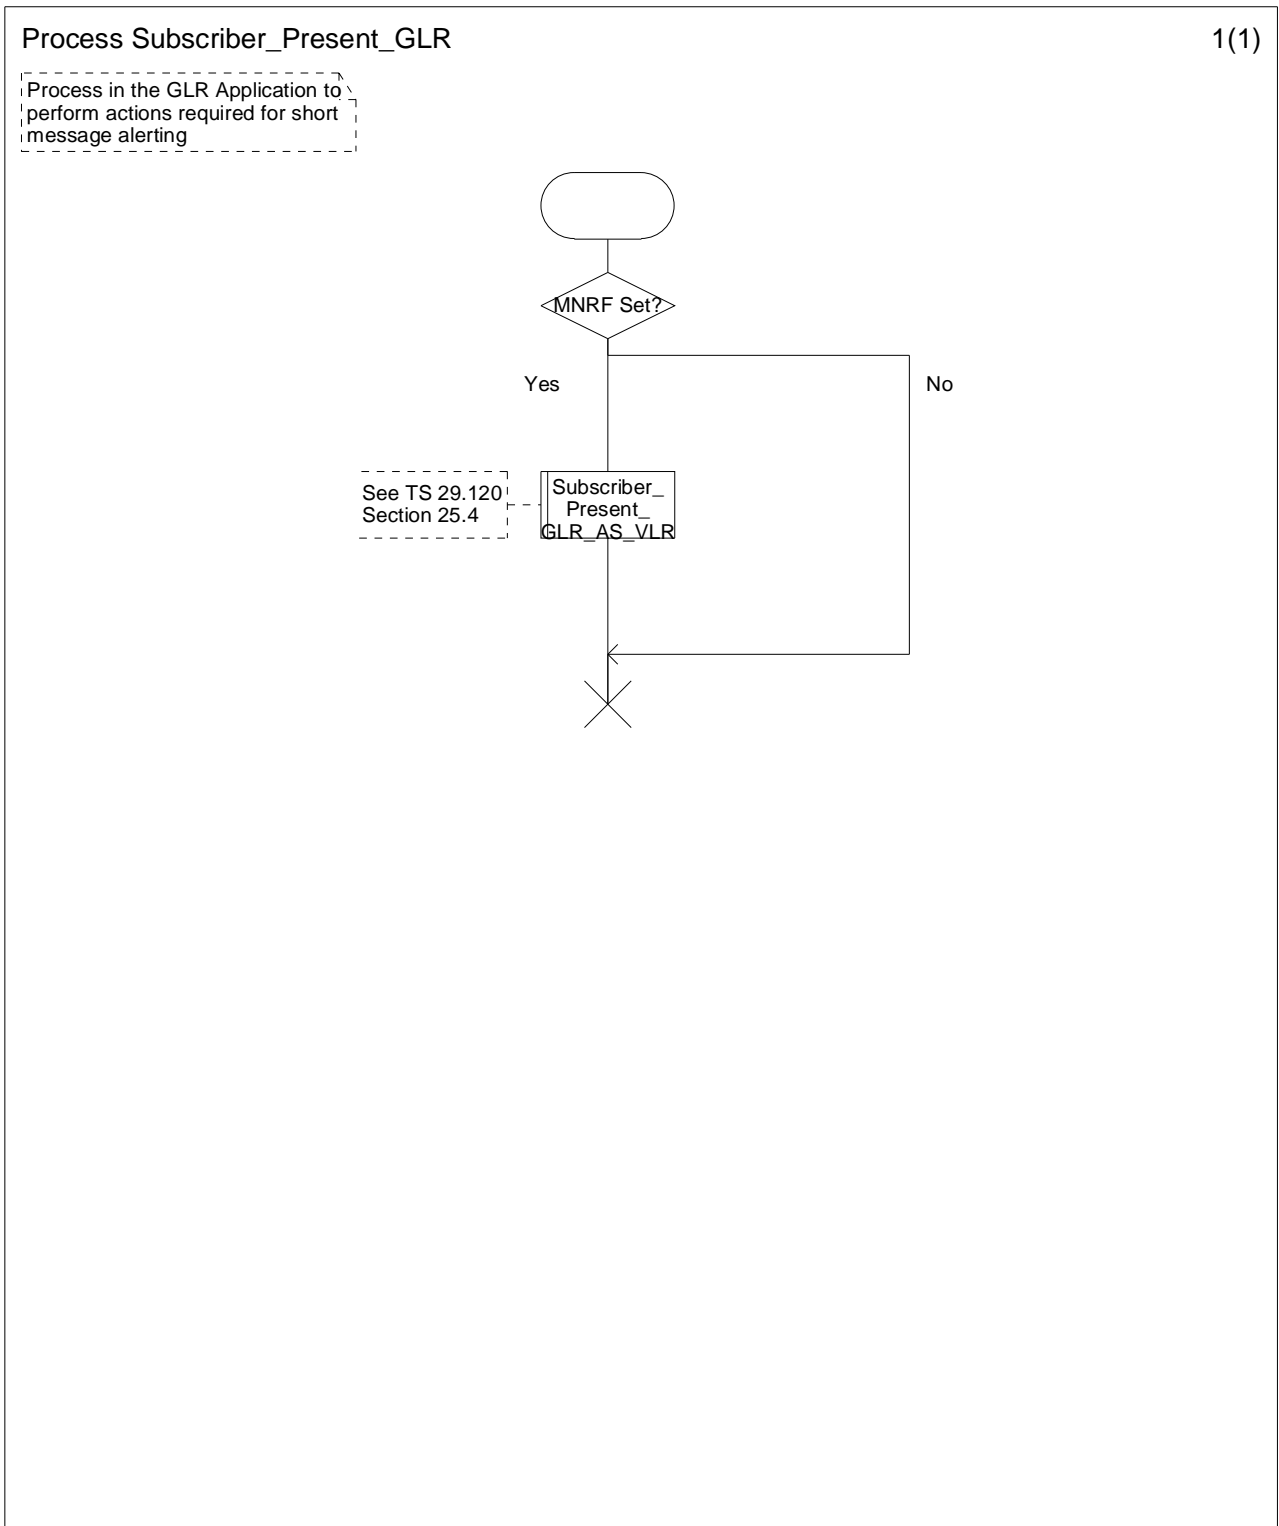 Process Subscriber_Present_GLR
1(1)
Process in the GLR Application to
perform actions required for short
message alerting
MNRF Set?
Yes
No
See TS 29.120
Section 25.4
Subscriber_
Present_
GLR_AS_VLR